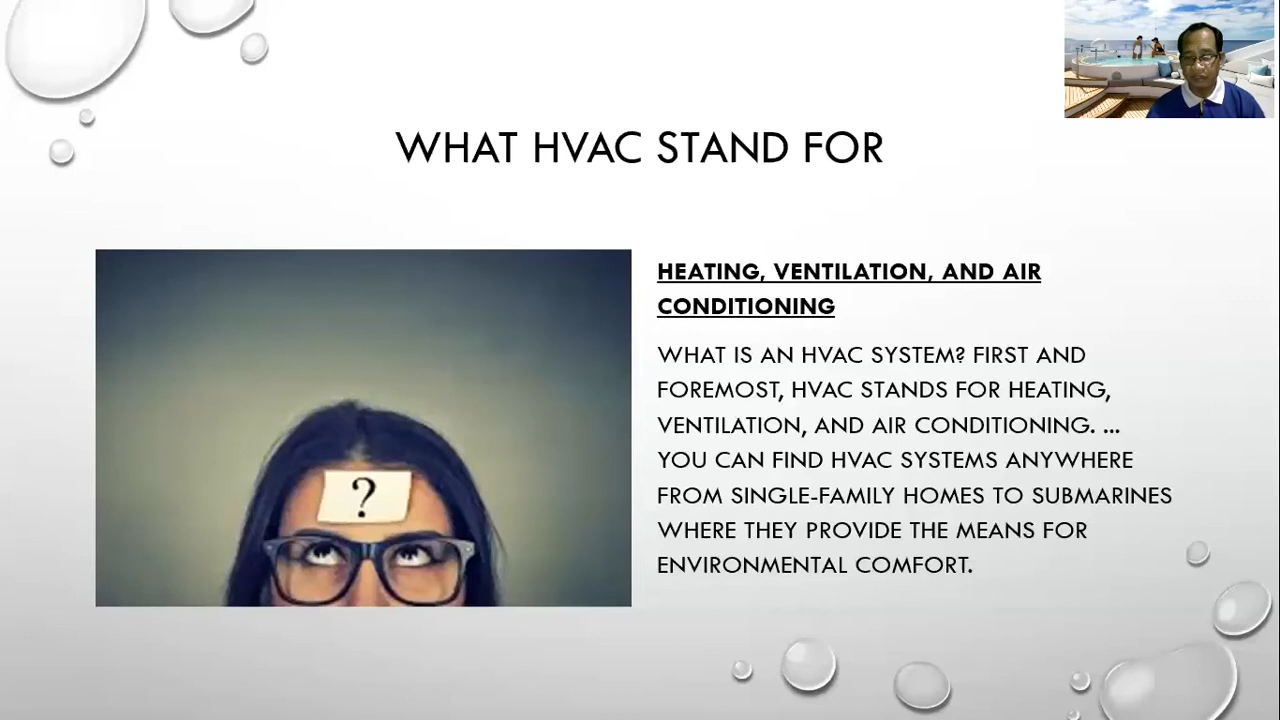 WHAT HVAC STAND FOR
HEATING, VENTILATION, AND AIR
CONDITIONING
WHAT IS AN HVAC SYSTEM? FIRST AND
FOREMOST, HVAC STANDS FOR HEATING,
VENTILATION, AND AIR CONDITIONING. ...
YOU CAN FIND HVAC SYSTEMS ANYWHERE
FROM SINGLE-FAMILY HOMES TO SUBMARINES
WHERE THEY PROVIDE THE MEANS FOR
ENVIRONMENTAL COMFORT.
?